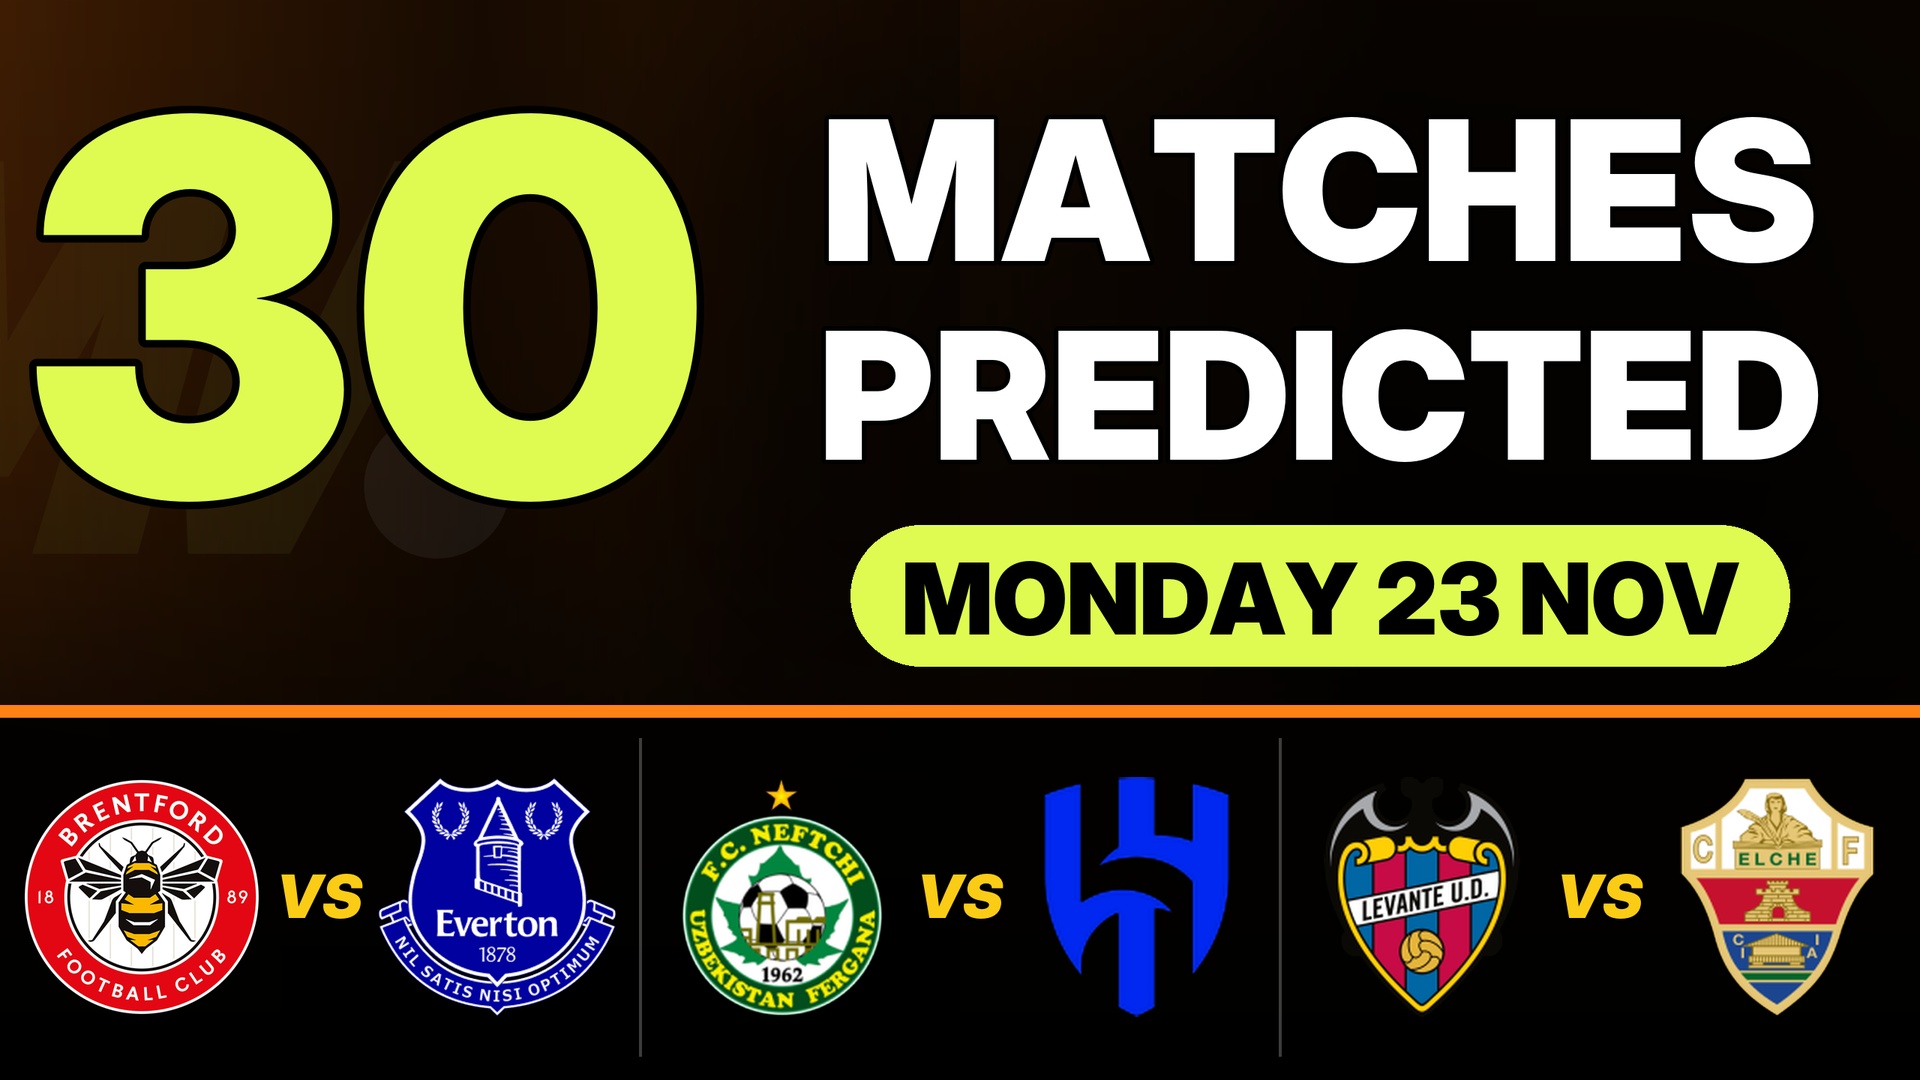 30
MATCHES
PREDICTED
MONDAY 23 NOV
BRENTFORD
18 89
FOOTBALL CLUB
VS
Everton
1878
NIL SATIS NISI OPTIMUM
F.C. NEFTCHI
1962
UZBEKISTAN FERGANA
VS
LEVANTE U.D.
VS
C F
ELCHE
C I
I A